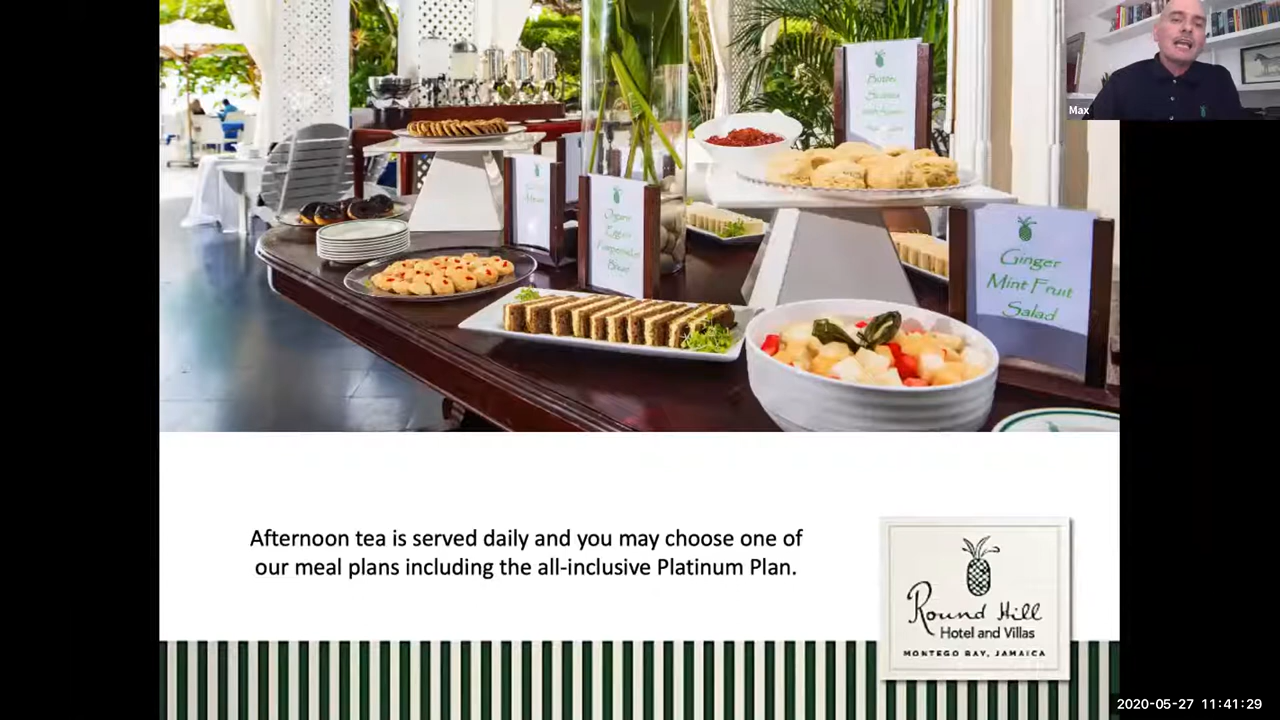 Max
Ginger
Mint Fruit
Salad
Afternoon tea is served daily and you may choose one of
our meal plans including the all-inclusive Platinum Plan.
Round Hill
Hotel and Villas
MONTEGO BAY, JAMAICA
2020-05-27 11:41:29